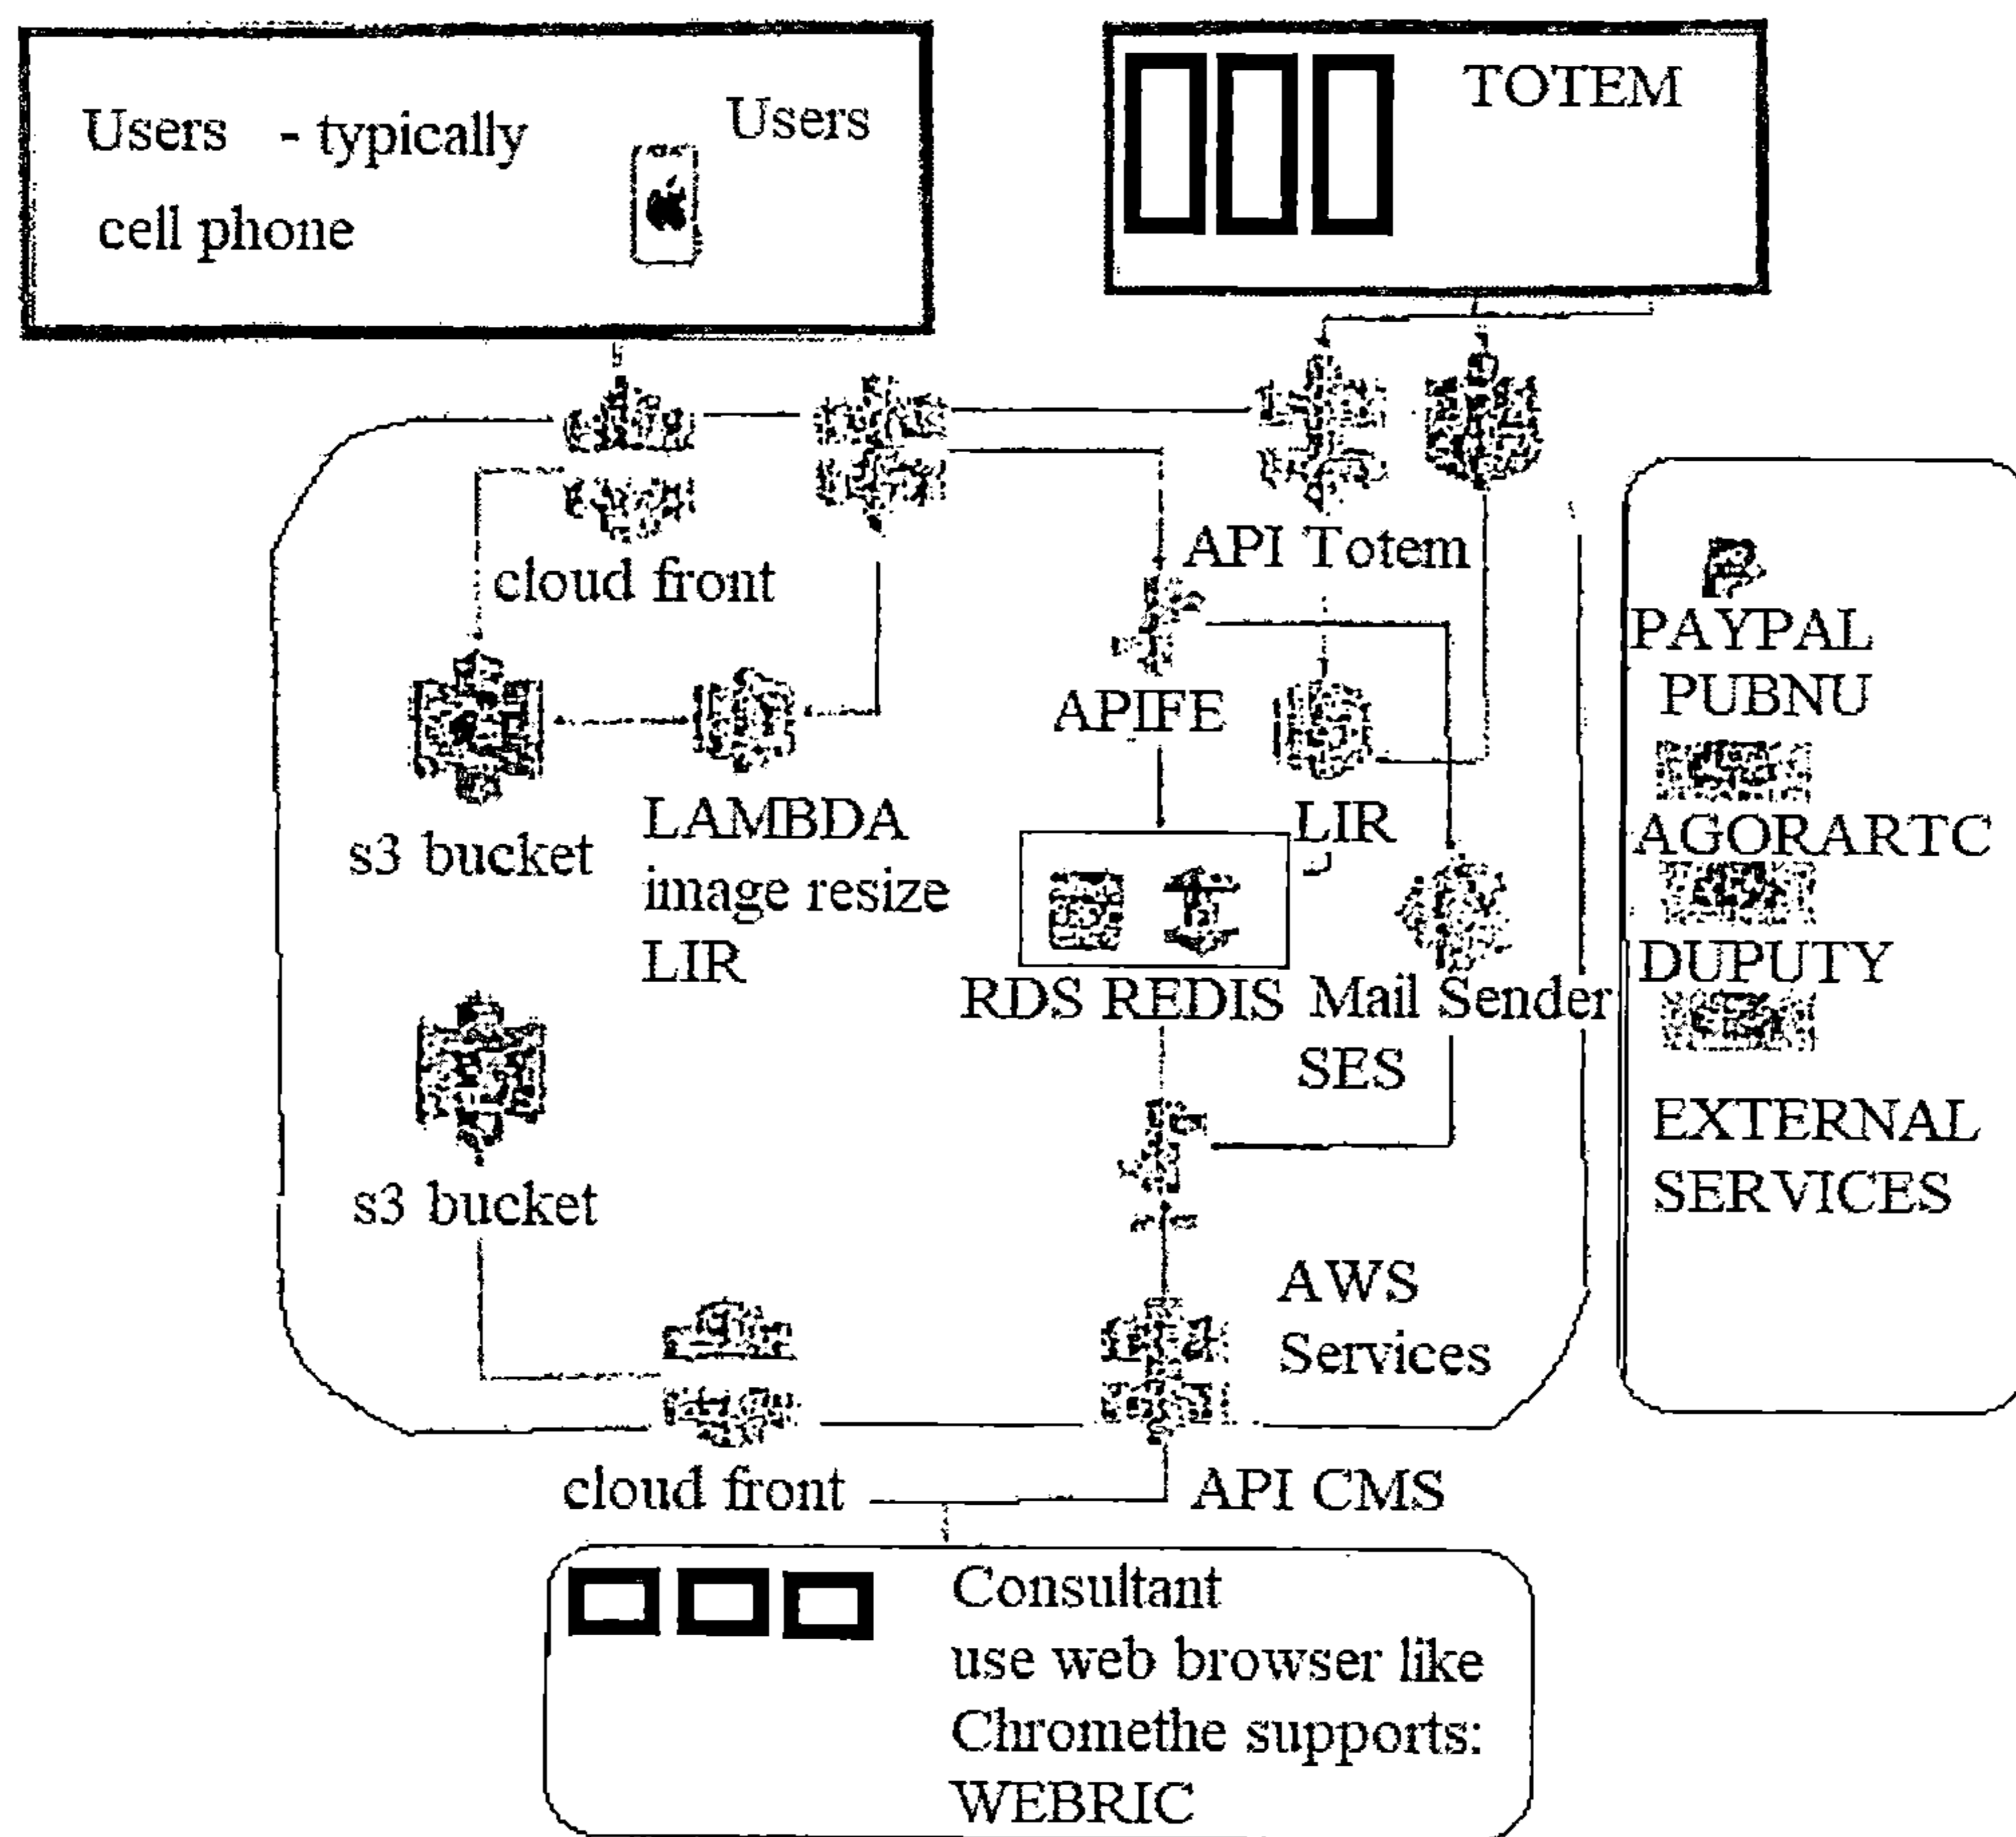 Users - typically
cell phone
Users
TOTEM
cloud front
API Totem
APIFE
s3 bucket
LAMBDA
image resize
LIR
LIR
RDS REDIS
Mail Sender
SES
s3 bucket
AWS
Services
cloud front
API CMS
PAYPAL
PUBNU
AGORARTC
DUPUTY
EXTERNAL
SERVICES
Consultant
use web browser like
Chromethe supports:
WEBRIC